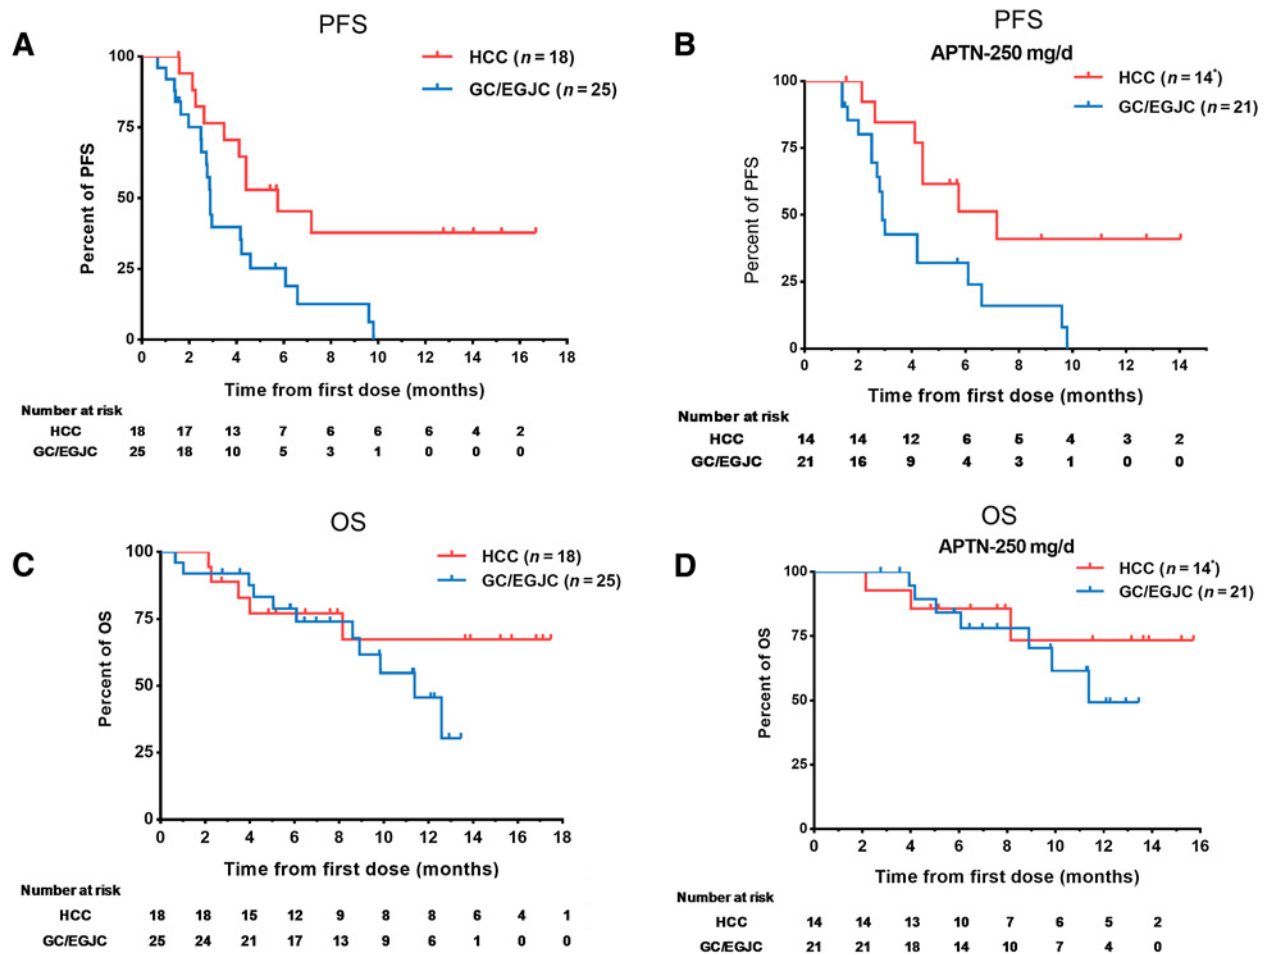 A
PFS
HCC (n = 18)
GC/EGJC (n = 25)
Percent of PFS
100
75
50
25
0
0 2 4 6 8 10 12 14 16 18
Time from first dose (months)
Number at risk
HCC 18 17 13 7 6 6 6 4 2
GC/EGJC 25 18 10 5 3 1 0 0 0
B
PFS
APTN-250 mg/d
HCC (n = 14*)
GC/EGJC (n = 21)
Percent of PFS
100
75
50
25
0
0 2 4 6 8 10 12 14
Time from first dose (months)
Number at risk
HCC 14 14 12 6 5 4 3 2
GC/EGJC 21 16 9 4 3 1 0 0
C
OS
HCC (n = 18)
GC/EGJC (n = 25)
Percent of OS
100
75
50
25
0
0 2 4 6 8 10 12 14 16 18
Time from first dose (months)
Number at risk
HCC 18 18 15 12 9 8 8 6 4 1
GC/EGJC 25 24 21 17 13 9 6 1 0 0
D
OS
APTN-250 mg/d
HCC (n = 14*)
GC/EGJC (n = 21)
Percent of OS
100
75
50
25
0
0 2 4 6 8 10 12 14 16
Time from first dose (months)
Number at risk
HCC 14 14 13 10 7 6 5 2
GC/EGJC 21 21 18 14 10 7 4 0